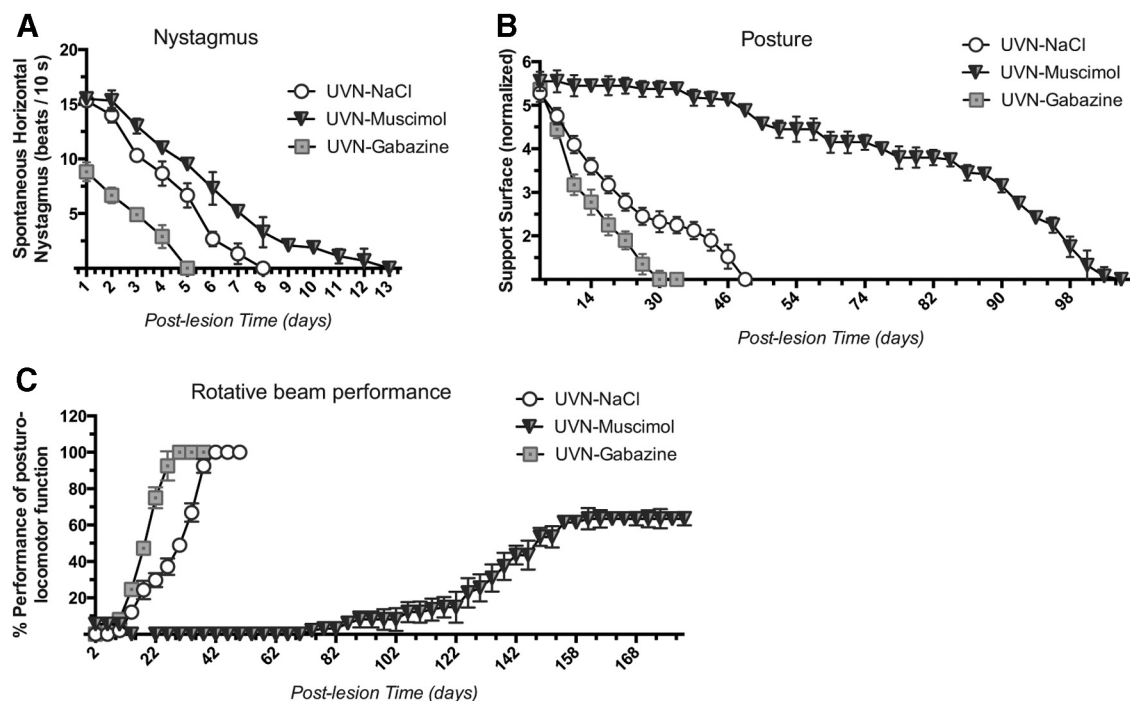 A
Nystagmus
Spontaneous Horizontal
Nystagmus (beats / 10 s)
20
15
10
5
UVN-NaCl
UVN-Muscimol
UVN-Gabazine
1 2 3 4 5 6 7 8 9 10 11 12 13
Post-lesion Time (days)
B
Posture
Support Surface (normalized)
6
5
4
3
2
UVN-NaCl
UVN-Muscimol
UVN-Gabazine
14 30 46 54 74 82 90 98
Post-lesion Time (days)
C
Rotative beam performance
% Performance of posturo-
locomotor function
120
100
80
60
40
20
UVN-NaCl
UVN-Muscimol
UVN-Gabazine
2 22 42 62 82 102 122 142 158 168
Post-lesion Time (days)